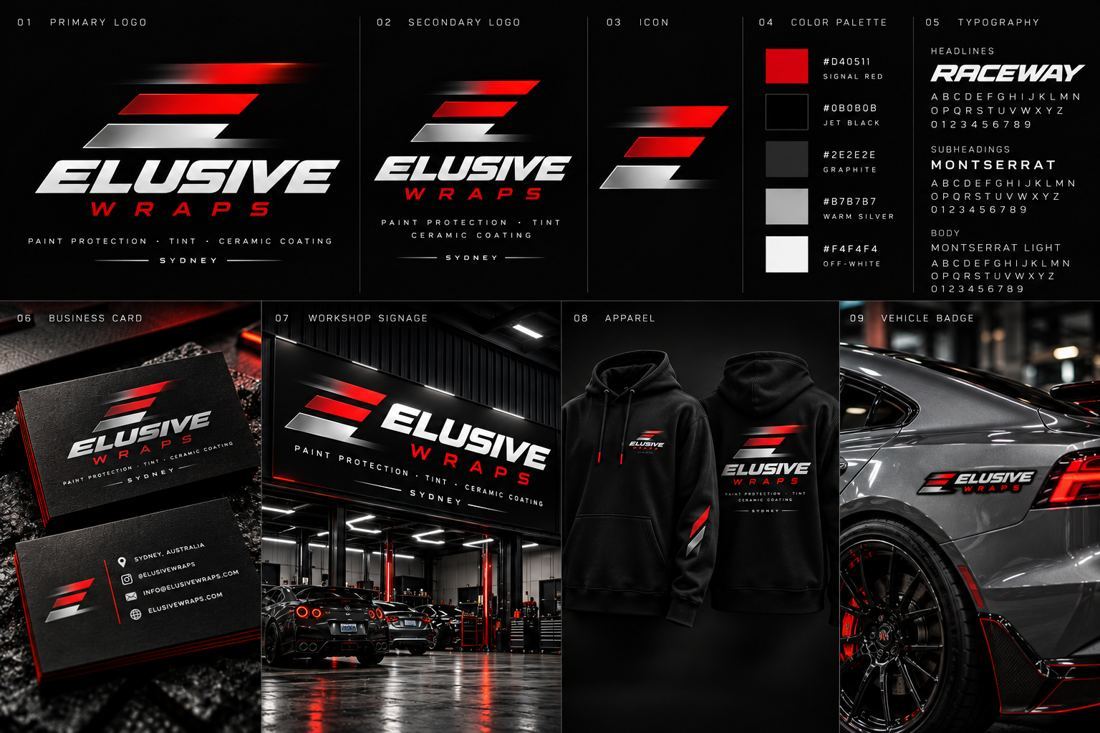 01 PRIMARY LOGO
ELUSIVE
WRAPS
PAINT PROTECTION · TINT · CERAMIC COATING
SYDNEY
02 SECONDARY LOGO
ELUSIVE
WRAPS
PAINT PROTECTION · TINT
CERAMIC COATING
SYDNEY
03 ICON
04 COLOR PALETTE
#D40511
SIGNAL RED
#0B0B0B
JET BLACK
#2E2E2E
GRAPHITE
#B7B7B7
WARM SILVER
#F4F4F4
OFF-WHITE
05 TYPOGRAPHY
HEADLINES
RACEWAY
ABCDEFGHIJKLMN
OPQRSTUVWXYZ
0123456789
SUBHEADINGS
MONTSERRAT
ABCDEFGHIJKLMN
OPQRSTUVWXYZ
0123456789
BODY
MONTSERRAT LIGHT
ABCDEFGHIJKLMN
OPQRSTUVWXYZ
0123456789
06 BUSINESS CARD
ELUSIVE
WRAPS
PAINT PROTECTION · TINT · CERAMIC COATING
SYDNEY
SYDNEY, AUSTRALIA
@ELUSIVEWRAPS
INFO@ELUSIVEWRAPS.COM
ELUSIVEWRAPS.COM
07 WORKSHOP SIGNAGE
ELUSIVE
WRAPS
PAINT PROTECTION · TINT · CERAMIC COATING
SYDNEY
08 APPAREL
ELUSIVE
WRAPS
ELUSIVE
WRAPS
PAINT PROTECTION · TINT
CERAMIC COATING
SYDNEY
09 VEHICLE BADGE
ELUSIVE
WRAPS